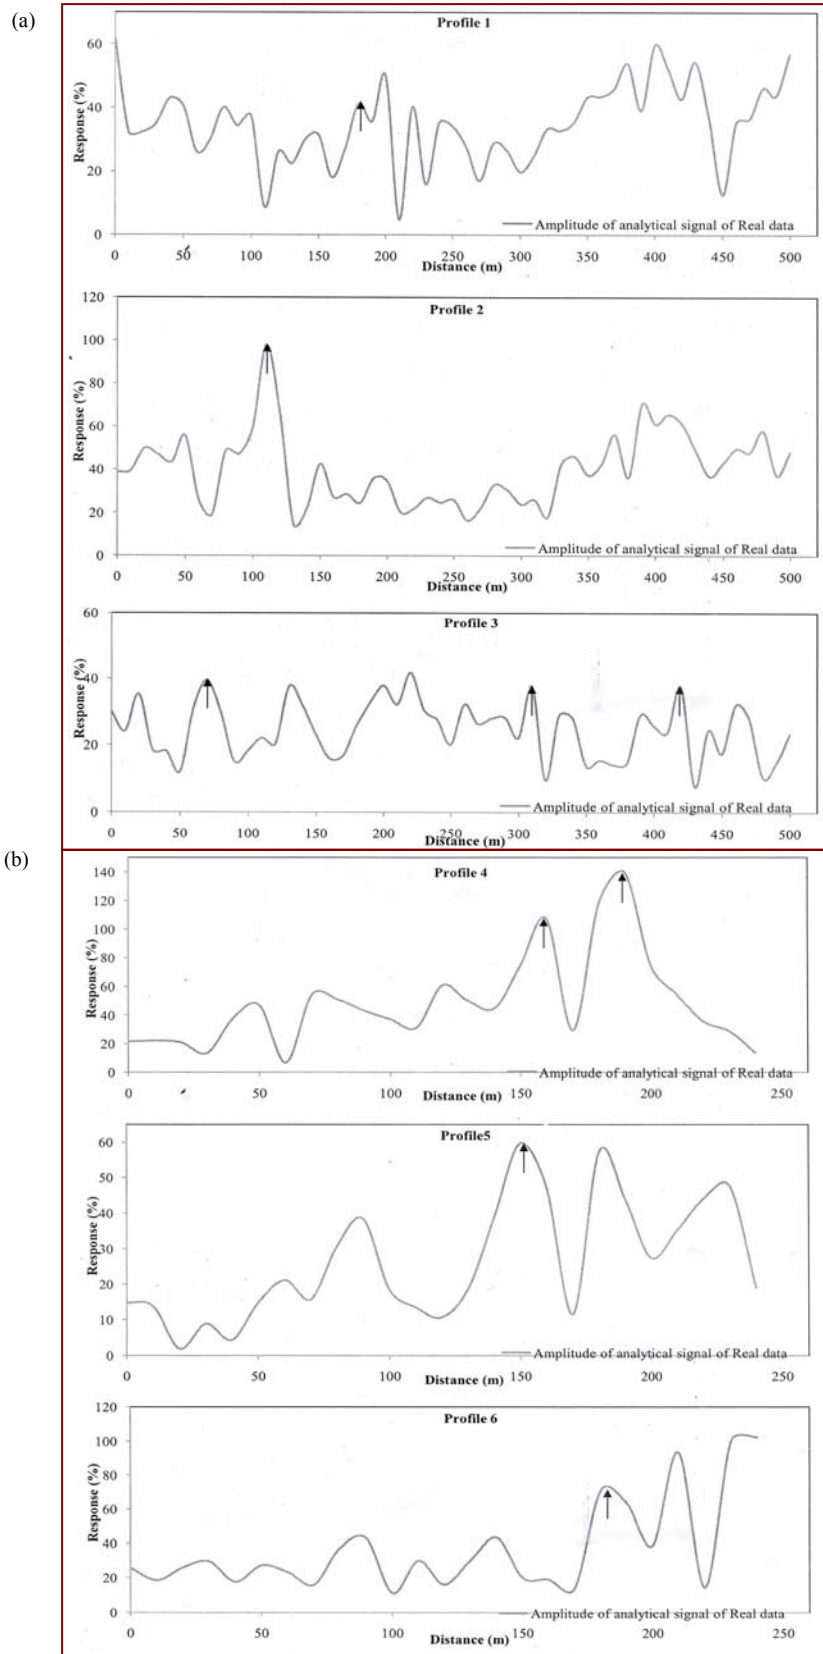 (a)
Profile 1
Response (%)
60
40
20
0
Amplitude of analytical signal of Real data
0 50 100 150 200 250 300 350 400 450 500
Distance (m)
Profile 2
Response (%)
120
100
80
60
40
20
0
Amplitude of analytical signal of Real data
0 50 100 150 200 250 300 350 400 450 500
Distance (m)
Profile 3
Response (%)
60
40
20
0
Amplitude of analytical signal of Real data
0 50 100 150 200 250 300 350 400 450 500
Distance (m)
(b)
Profile 4
Response (%)
140
120
100
80
60
40
20
0
Amplitude of analytical signal of Real data
0 50 100 150 200 250
Distance (m)
Profile5
Response (%)
60
50
40
30
20
10
0
Amplitude of analytical signal of Real data
0 50 100 150 200 250
Distance (m)
Profile 6
Response (%)
120
100
80
60
40
20
0
Amplitude of analytical signal of Real data
0 50 100 150 200 250
Distance (m)